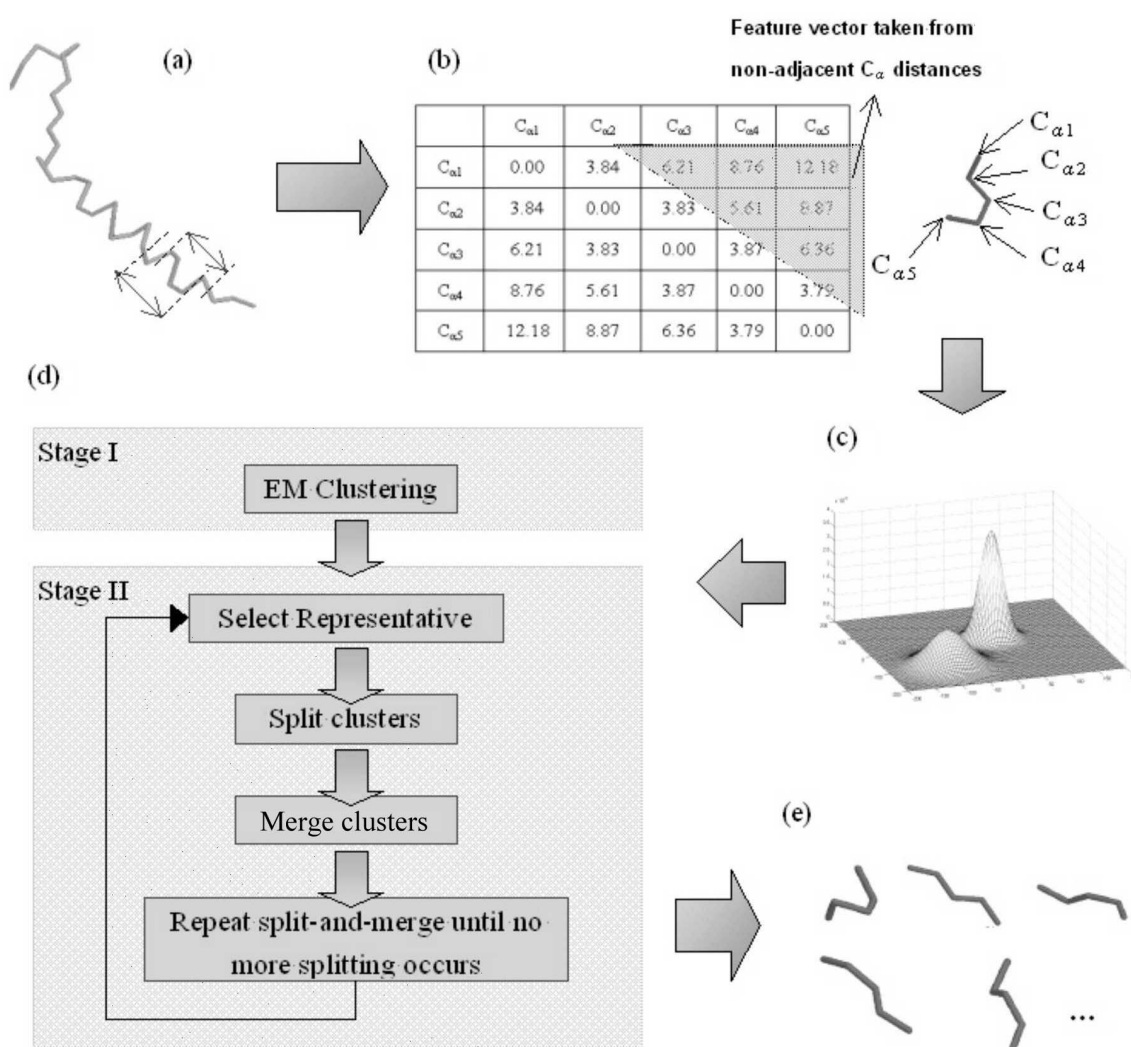 (a)
(b)
Feature vector taken from
non-adjacent Cα distances
Cα1 Cα2 Cα3 Cα4 Cα5
Cα1 0.00 3.84 6.21 8.76 12.18
Cα2 3.84 0.00 3.83 5.61 8.87
Cα3 6.21 3.83 0.00 3.87 6.36
Cα4 8.76 5.61 3.87 0.00 3.79
Cα5 12.18 8.87 6.36 3.79 0.00
Cα1
Cα2
Cα3
Cα4
Cα5
(c)
(d)
Stage I
EM Clustering
Stage II
Select Representative
Split clusters
Merge clusters
Repeat split-and-merge until no
more splitting occurs
(e)
...